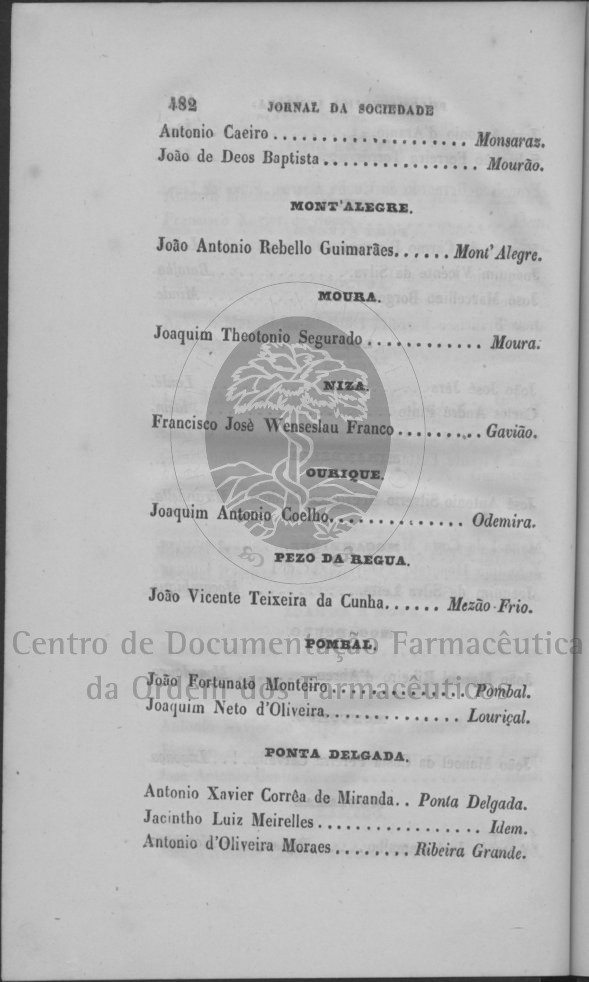 482 JORNAL DA SOCIEDADE
Antonio Caeiro .................... Monsaraz.
João de Deos Baptista ................ Mourão.
MONT'ALEGRE.
João Antonio Rebello Guimarães...... Mont'Alegre.
MOURA.
Joaquim Theotonio Segurado ............ Moura.
NIZA.
Francisco Josè Wenseslau Franco ......... Gavião.
OURIQUE.
Joaquim Antonio Coelho.............. Odemira.
PEZO DA REGUA.
João Vicente Teixeira da Cunha...... Mezão-Frio.
Centro de Documentação Farmacêutica
POMBAL.
da Ordem dos Farmacêuticos
João Fortunato Monteiro .............. Pombal.
Joaquim Neto d'Oliveira.............. Louriçal.
PONTA DELGADA.
Antonio Xavier Corrêa de Miranda.. Ponta Delgada.
Jacintho Luiz Meirelles ................. Idem.
Antonio d'Oliveira Moraes ........ Ribeira Grande.